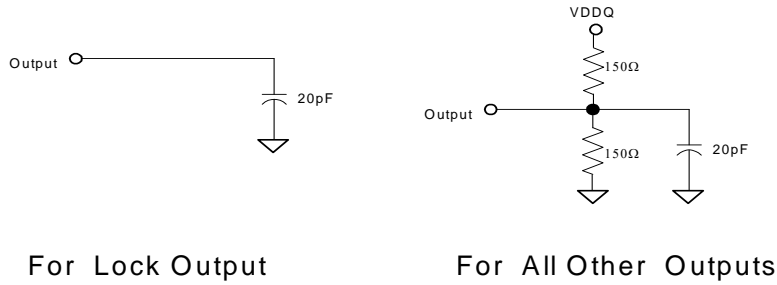 VDDQ
150Ω
Output
20pF
Output
150Ω
20pF
For Lock Output
For All Other Outputs